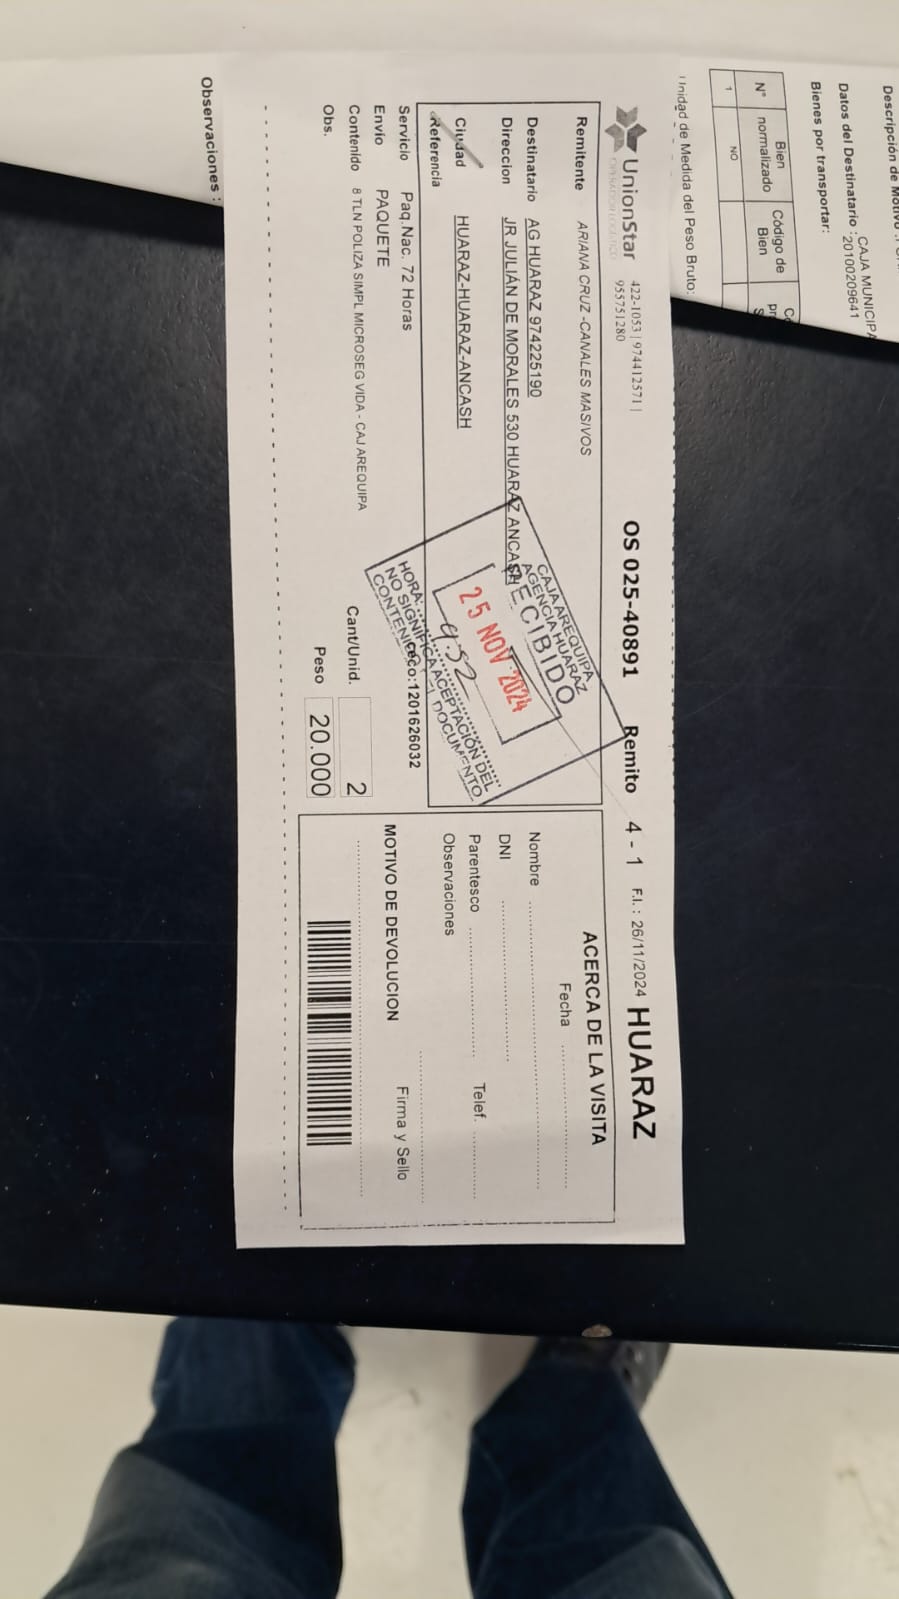 Descripción de Motivo
Datos del Destinatario : CAJA MUNICIPA
:20100209641
Bienes por transportar:
N° Bien normalizado Código de Bien
1 NO
Unidad de Medida del Peso Bruto:
Observaciones :
UnionStar 422-1053 | 974412571 |
OPERADOR LOGISTICO 955751280
OS 025-40891 Remito 4 - 1 F.I.: 26/11/2024 HUARAZ
Remitente ARIANA CRUZ -CANALES MASIVOS
Destinatario AG HUARAZ 974225190
Direccion JR JULIÁN DE MORALES 530 HUARAZ ANCASH
Ciudad HUARAZ-HUARAZ-ANCASH
Referencia
Servicio Paq.Nac. 72 Horas
Ceco:1201626032
Envio PAQUETE
Contenido 8 TLN POLIZA SIMPL MICROSEG VIDA - CAJ AREQUIPA
Cant/Unid. 2
Obs.
Peso 20.000
CAJA AREQUIPA
AGENCIA HUARAZ
RECIBIDO
25 NOV 2024
9:52
HORA:
NO SIGNIFICA ACEPTACIÓN DEL
CONTENIDO DEL DOCUMENTO
ACERCA DE LA VISITA
Fecha
Nombre
DNI
Parentesco Telef.
Observaciones
MOTIVO DE DEVOLUCION
Firma y Sello